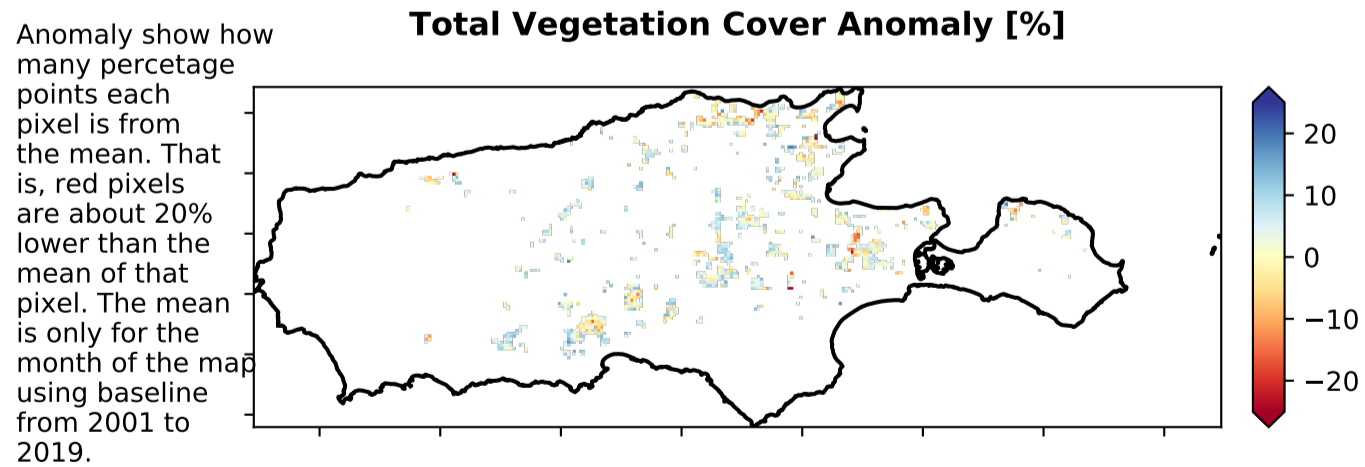 Total Vegetation Cover Anomaly [%]
Anomaly show how
many percetage
points each
pixel is from
the mean. That
is, red pixels
are about 20%
lower than the
mean of that
pixel. The mean
is only for the
month of the map
using baseline
from 2001 to
2019.
20
10
0
−10
−20